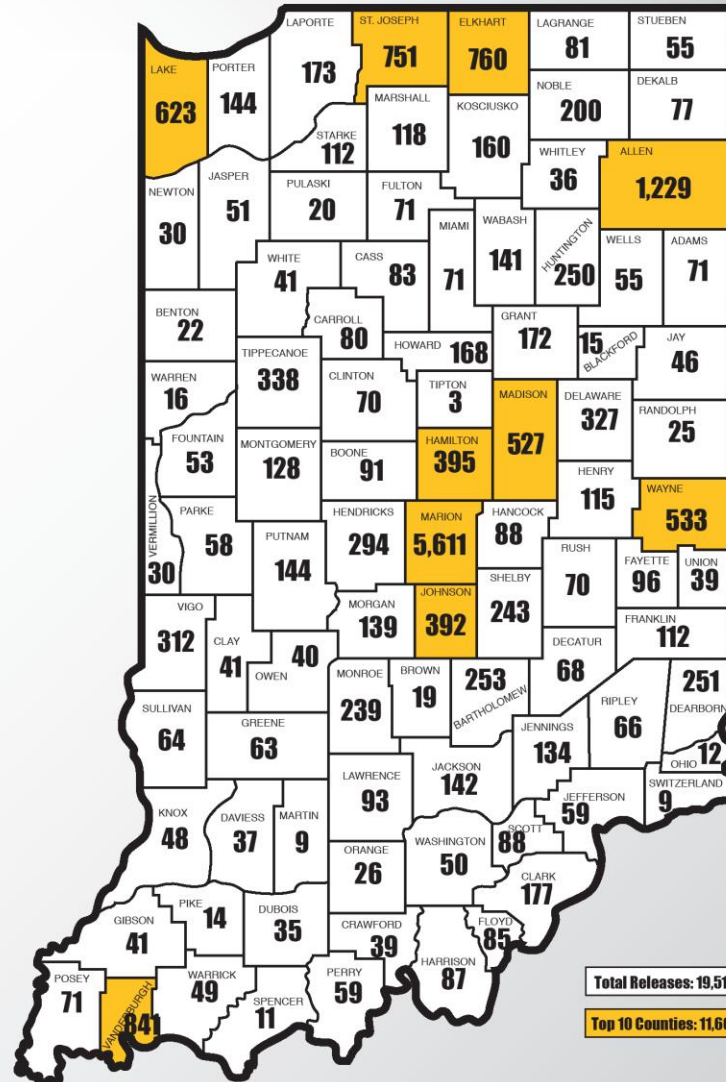 LAPORTE
173
ST. JOSEPH
751
ELKHART
760
LAGRANGE
81
STUEBEN
55
LAKE
623
PORTER
144
MARSHALL
118
KOSCIUSKO
160
NOBLE
200
DEKALB
77
STARKE
112
WHITLEY
36
ALLEN
1,229
NEWTON
30
JASPER
51
PULASKI
20
FULTON
71
MIAMI
71
WABASH
141
HUNTINGTON
250
WELLS
55
ADAMS
71
WHITE
41
CASS
83
BENTON
22
CARROLL
80
HOWARD 168
GRANT
172
15
BLACKFORD
JAY
46
WARREN
16
TIPPECANOE
338
CLINTON
70
TIPTON
3
MADISON
527
DELAWARE
327
RANDOLPH
25
FOUNTAIN
53
MONTGOMERY
128
BOONE
91
HAMILTON
395
HENRY
115
WAYNE
533
VERMILLION
30
PARKE
58
PUTNAM
144
HENDRICKS
294
MARION
5,611
HANCOCK
88
RUSH
70
FAYETTE
96
UNION
39
VIGO
312
CLAY
41
40
OWEN
MORGAN
139
JOHNSON
392
SHELBY
243
FRANKLIN
112
DECATUR
68
SULLIVAN
64
GREENE
63
MONROE
239
BROWN
19
253
BARTHOLOMEW
JENNINGS
134
RIPLEY
66
251
DEARBORN
12
OHIO
KNOX
48
DAVIESS
37
MARTIN
9
LAWRENCE
93
JACKSON
142
JEFFERSON
59
SWITZERLAND
9
ORANGE
26
WASHINGTON
50
SCOTT
88
CLARK
177
GIBSON
41
PIKE
14
DUBOIS
35
CRAWFORD
39
HARRISON
87
FLOYD
85
POSEY
71
VANDERBURGH
841
WARRICK
49
SPENCER
11
PERRY
59
Total Releases: 19,51
Top 10 Counties: 11,6